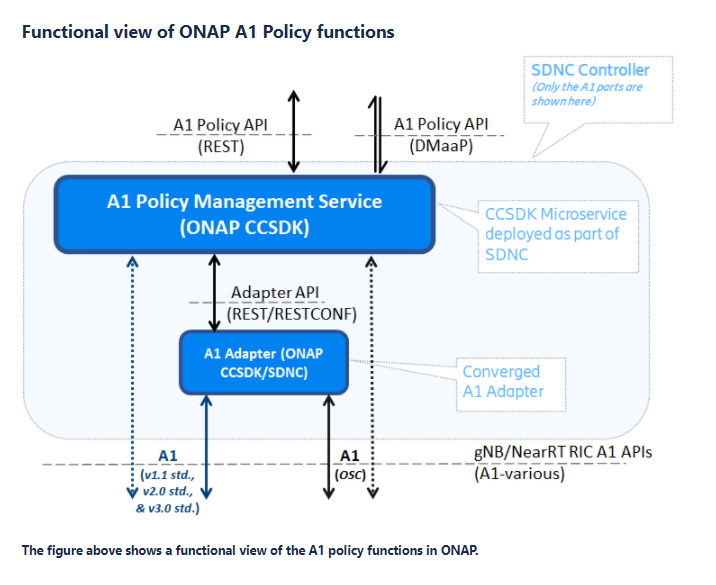 Functional view of ONAP A1 Policy functions
SDNC Controller
(Only the A1 parts are
shown here)
A1 Policy API
(REST)
A1 Policy API
(DMaaP)
A1 Policy Management Service
(ONAP CCSDK)
CCSDK Microservice
deployed as part of
SDNC
Adapter API
(REST/RESTCONF)
A1 Adapter (ONAP
CCSDK/SDNC)
Converged
A1 Adapter
A1
(v1.1 std.,
v2.0 std.,
& v3.0 std.)
A1
(OSC)
gNB/NearRT RIC A1 APIs
(A1-various)
The figure above shows a functional view of the A1 policy functions in ONAP.